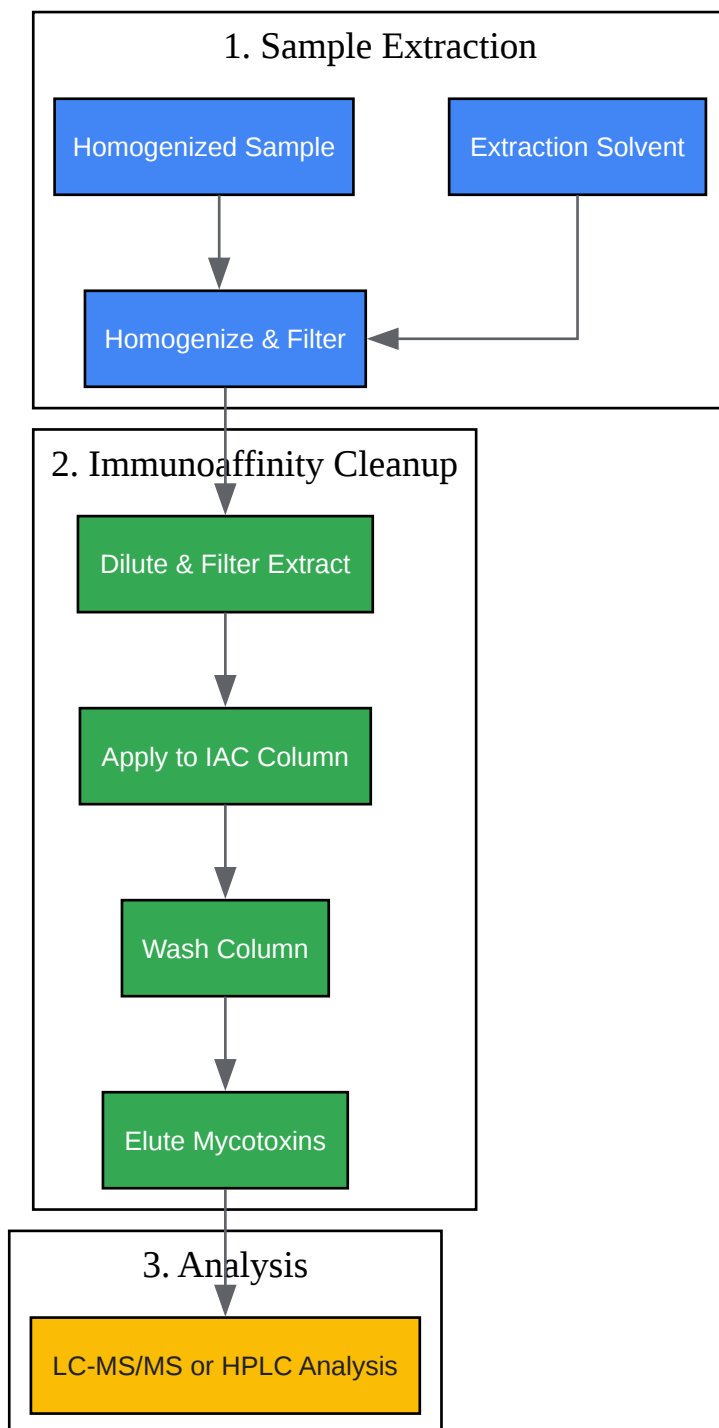 1. Sample Extraction
Homogenized Sample
Extraction Solvent
Homogenize & Filter
2. Immunoaffinity Cleanup
Dilute & Filter Extract
Apply to IAC Column
Wash Column
Elute Mycotoxins
3. Analysis
LC-MS/MS or HPLC Analysis